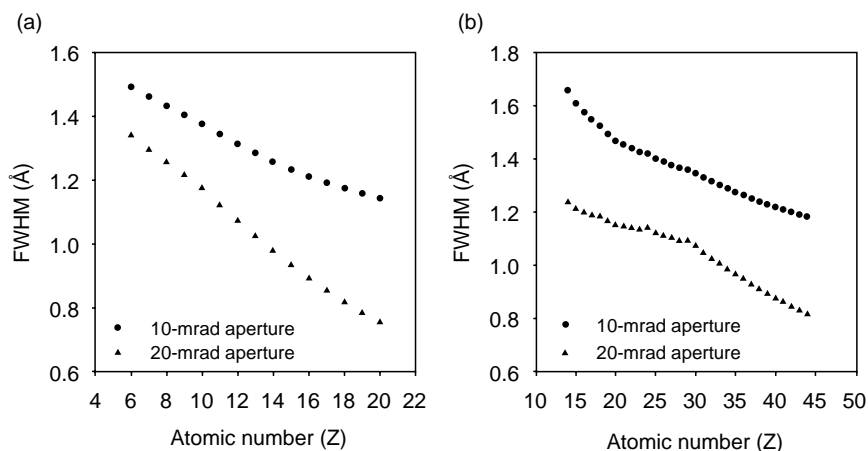 (a)
1.6
1.4
1.2
1.0
0.8
0.6
FWHM (Å)
10-mrad aperture
20-mrad aperture
4 6 8 10 12 14 16 18 20 22
Atomic number (Z)
(b)
1.8
1.6
1.4
1.2
1.0
0.8
0.6
FWHM (Å)
10-mrad aperture
20-mrad aperture
10 15 20 25 30 35 40 45 50
Atomic number (Z)